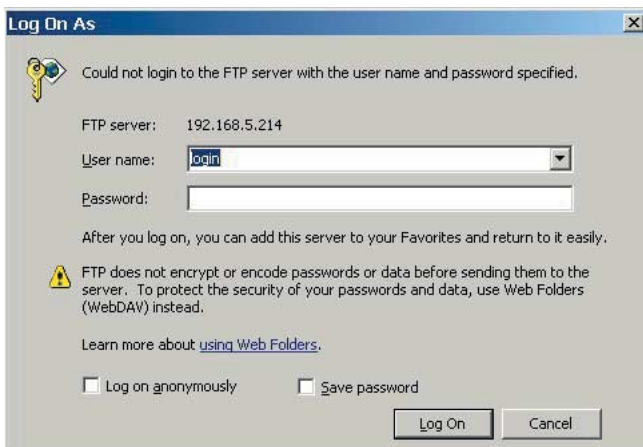 Log On As
Could not login to the FTP server with the user name and password specified.
FTP server: 192.168.5.214
User name: login
Password:
After you log on, you can add this server to your Favorites and return to it easily.
FTP does not encrypt or encode passwords or data before sending them to the
server. To protect the security of your passwords and data, use Web Folders
(WebDAV) instead.
Learn more about using Web Folders.
Log on anonymously Save password
Log On Cancel